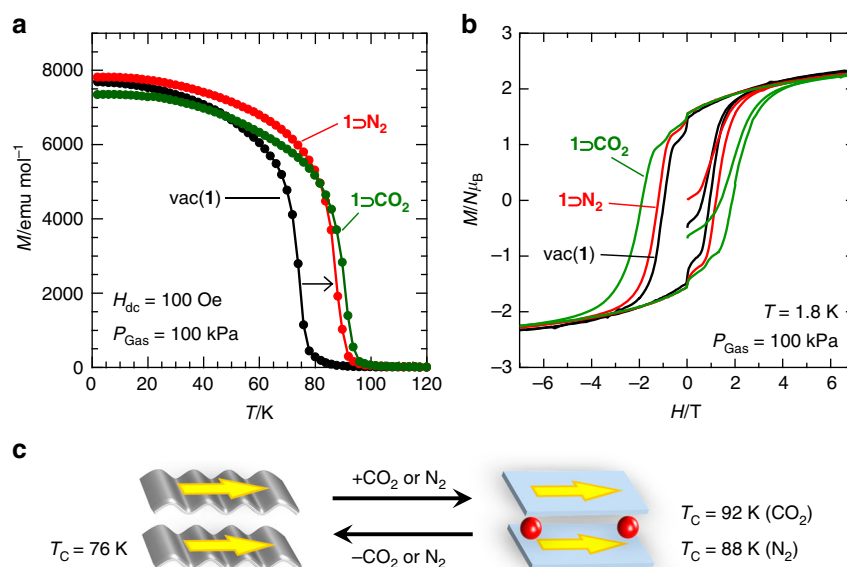 a
8000
6000
4000
2000
0
M/emu mol⁻¹
1⊃N₂
vac(1)
1⊃CO₂
H_dc = 100 Oe
P_Gas = 100 kPa
0 20 40 60 80 100 120
T/K
b
3
2
1
0
−1
−2
−3
M/Nμ_B
1⊃CO₂
1⊃N₂
vac(1)
T = 1.8 K
P_Gas = 100 kPa
−6 −4 −2 0 2 4 6
H/T
c
+CO₂ or N₂
−CO₂ or N₂
T_C = 76 K
T_C = 92 K (CO₂)
T_C = 88 K (N₂)